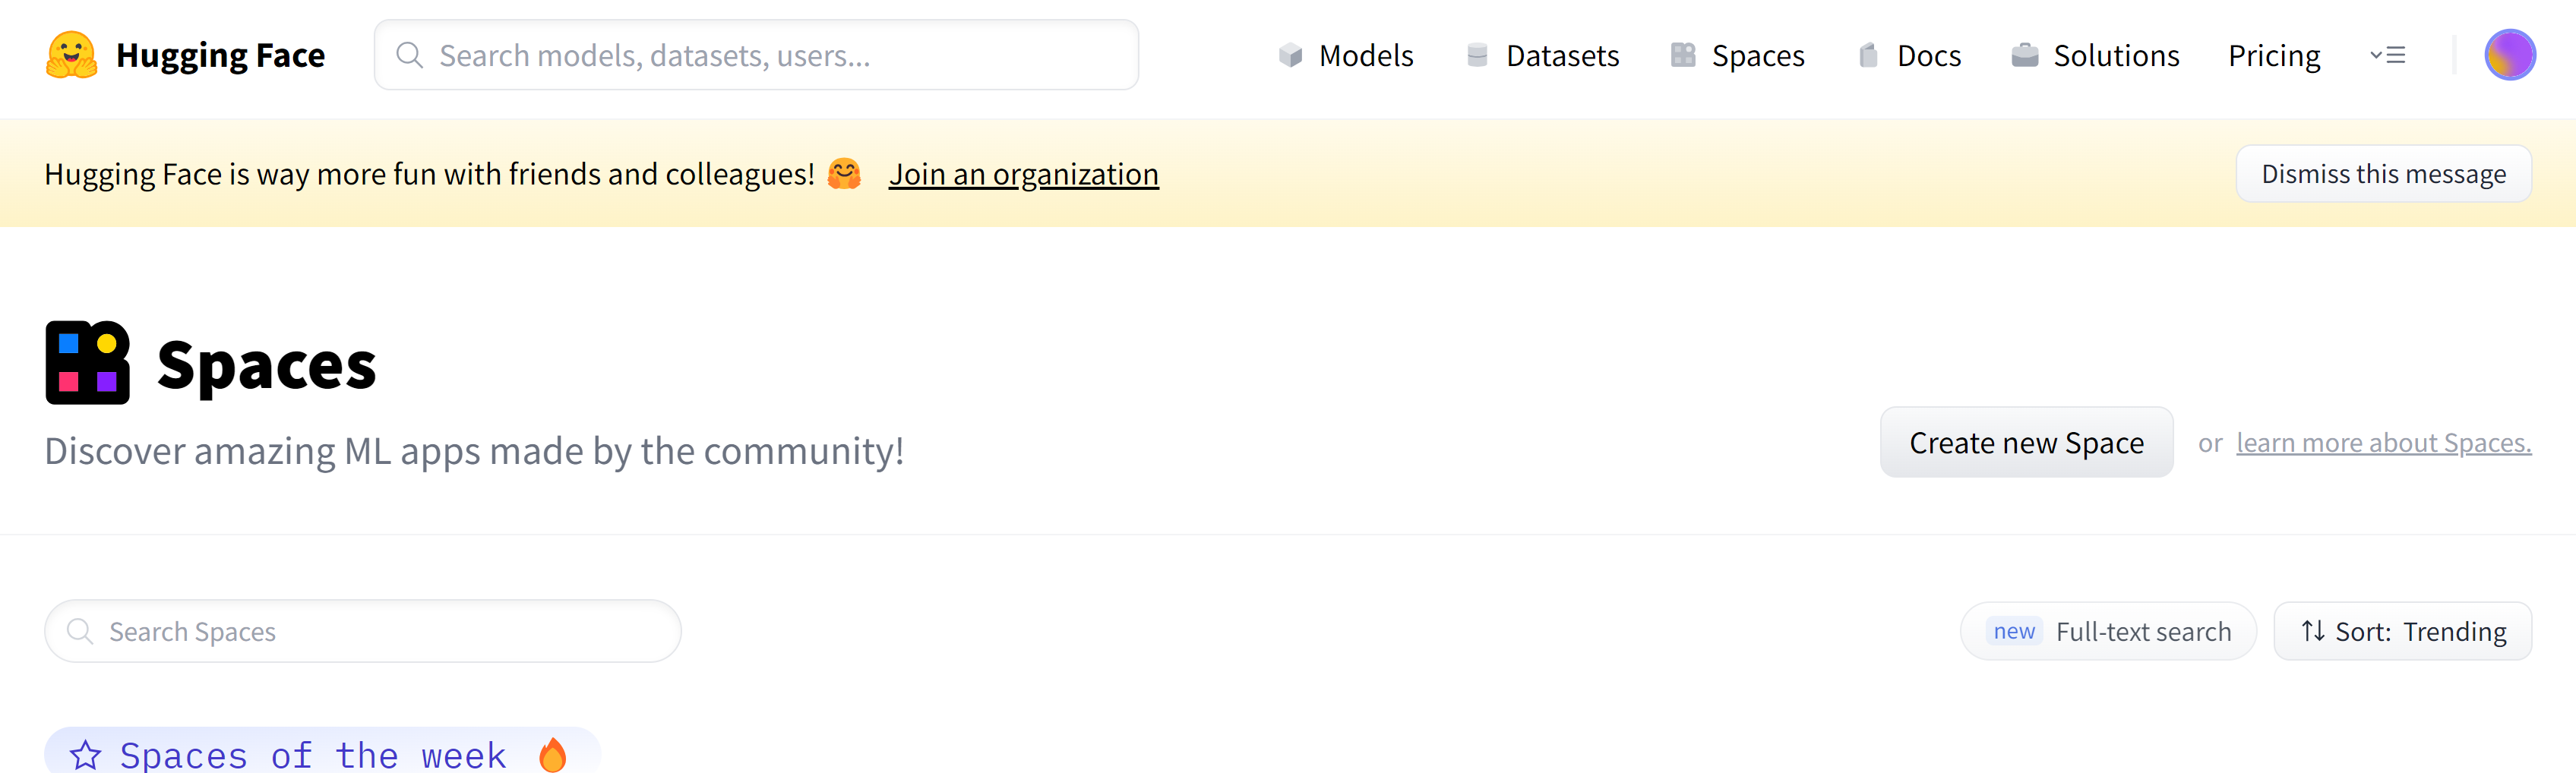 Hugging Face
Search models, datasets, users...
Models
Datasets
Spaces
Docs
Solutions
Pricing
Hugging Face is way more fun with friends and colleagues! 🤗 Join an organization
Dismiss this message
Spaces
Discover amazing ML apps made by the community!
Create new Space
or learn more about Spaces.
Search Spaces
new Full-text search
Sort: Trending
Spaces of the week 🔥